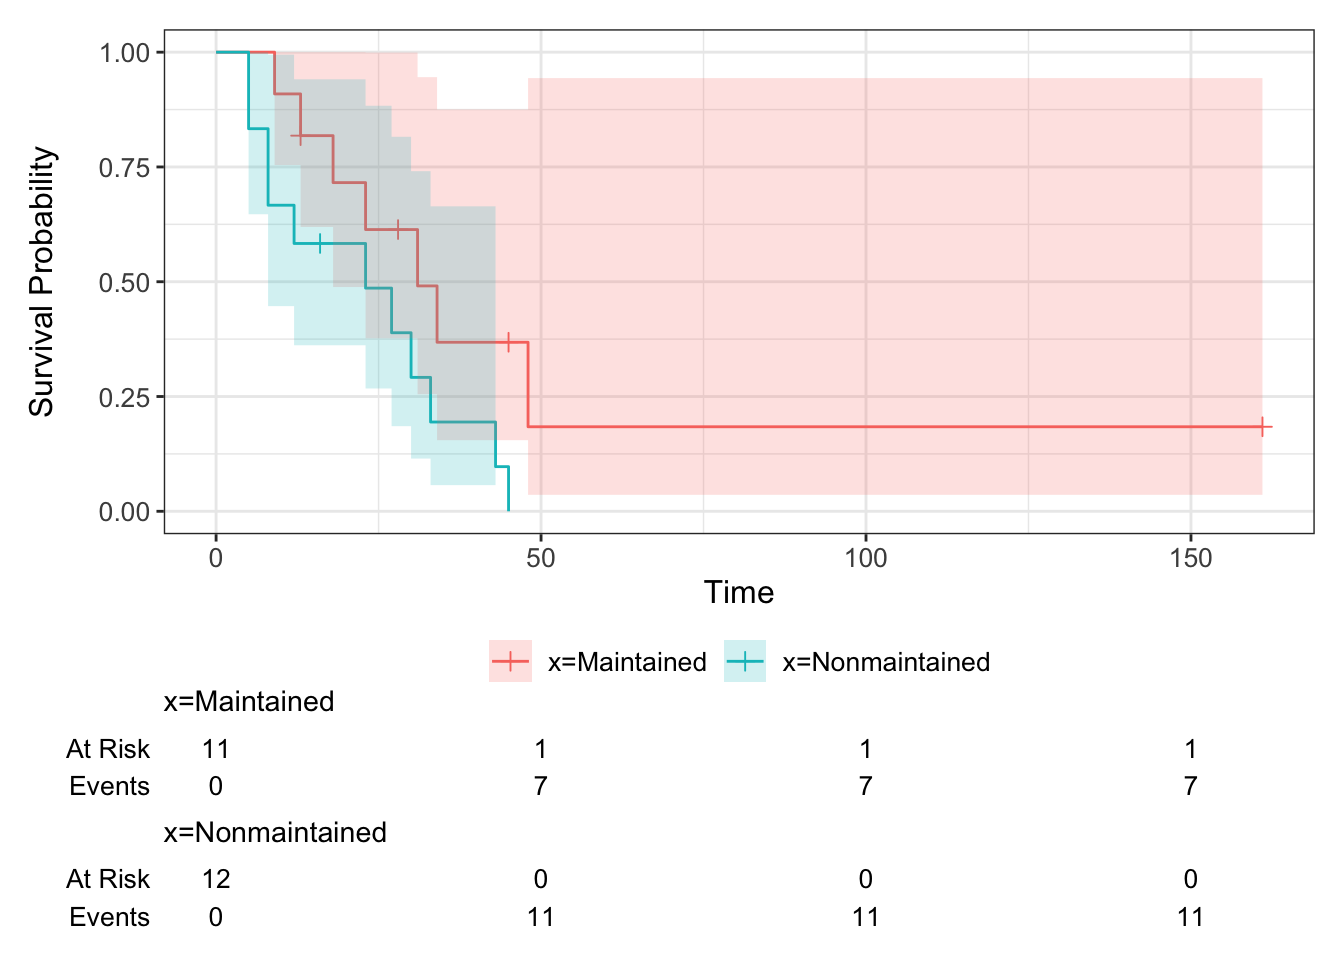 1.00
0.75
0.50
0.25
0.00
Survival Probability
0 50 100 150
Time
x=Maintained x=Nonmaintained
x=Maintained
At Risk 11 1 1 1
Events 0 7 7 7
x=Nonmaintained
At Risk 12 0 0 0
Events 0 11 11 11